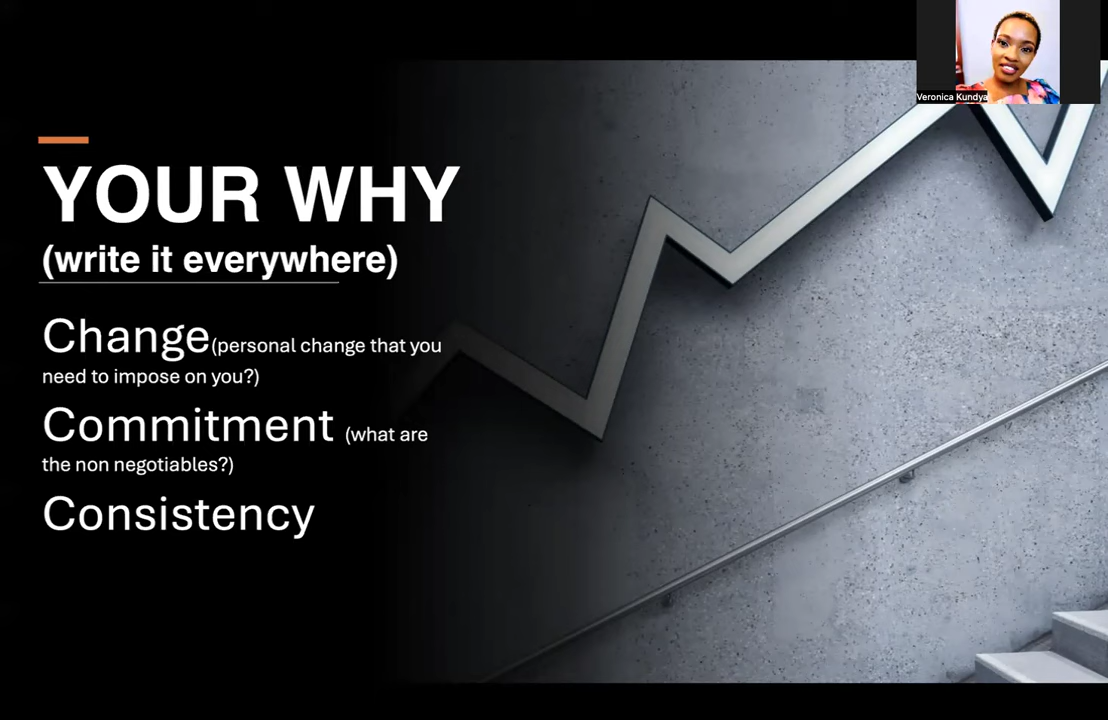 Veronica Kundya
YOUR WHY
(write it everywhere)
Change(personal change that you
need to impose on you?)
Commitment (what are
the non negotiables?)
Consistency